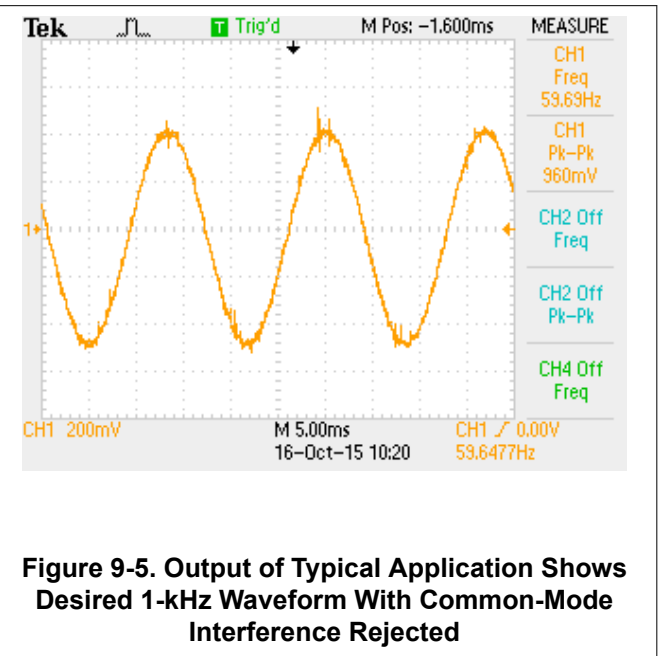 Tek
T Trig'd
M Pos: -1.600ms
MEASURE
CH1
Freq
59.69Hz
CH1
Pk-Pk
960mV
CH2 Off
Freq
CH2 Off
Pk-Pk
CH4 Off
Freq
1
CH1 200mV
M 5.00ms
CH1 0.00V
16-Oct-15 10:20
59.6477Hz
Figure 9-5. Output of Typical Application Shows
Desired 1-kHz Waveform With Common-Mode
Interference Rejected